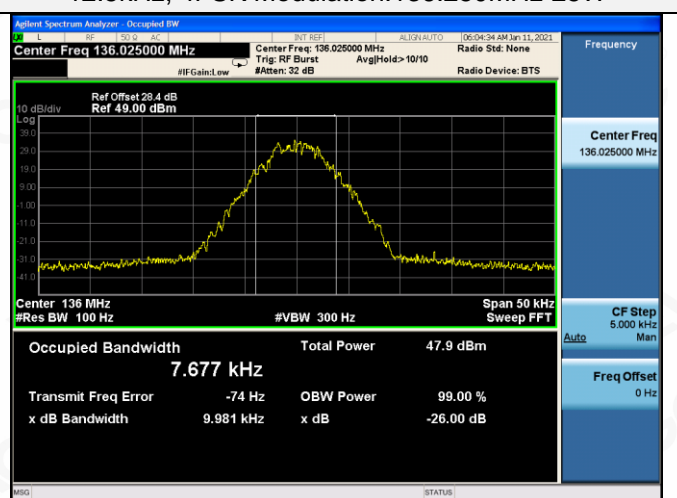 Agilent Spectrum Analyzer - Occupied BW
LXI L RF 50 Ω AC INT REF ALIGN AUTO 06:04:34 AM Jan 11, 2021
Center Freq 136.025000 MHz
Center Freq: 136.025000 MHz
Radio Std: None
Trig: RF Burst Avg|Hold:> 10/10
#IFGain:Low #Atten: 32 dB
Radio Device: BTS
Frequency
Ref Offset 28.4 dB
10 dB/div Ref 49.00 dBm
Log
39.0
29.0
19.0
9.00
-1.00
-11.0
-21.0
-31.0
-41.0
Center 136 MHz
Span 50 kHz
#Res BW 100 Hz
#VBW 300 Hz
Sweep FFT
Center Freq
136.025000 MHz
CF Step
5.000 kHz
Auto Man
Freq Offset
0 Hz
Occupied Bandwidth
Total Power 47.9 dBm
7.677 kHz
Transmit Freq Error -74 Hz OBW Power 99.00 %
x dB Bandwidth 9.981 kHz x dB -26.00 dB
MSG STATUS